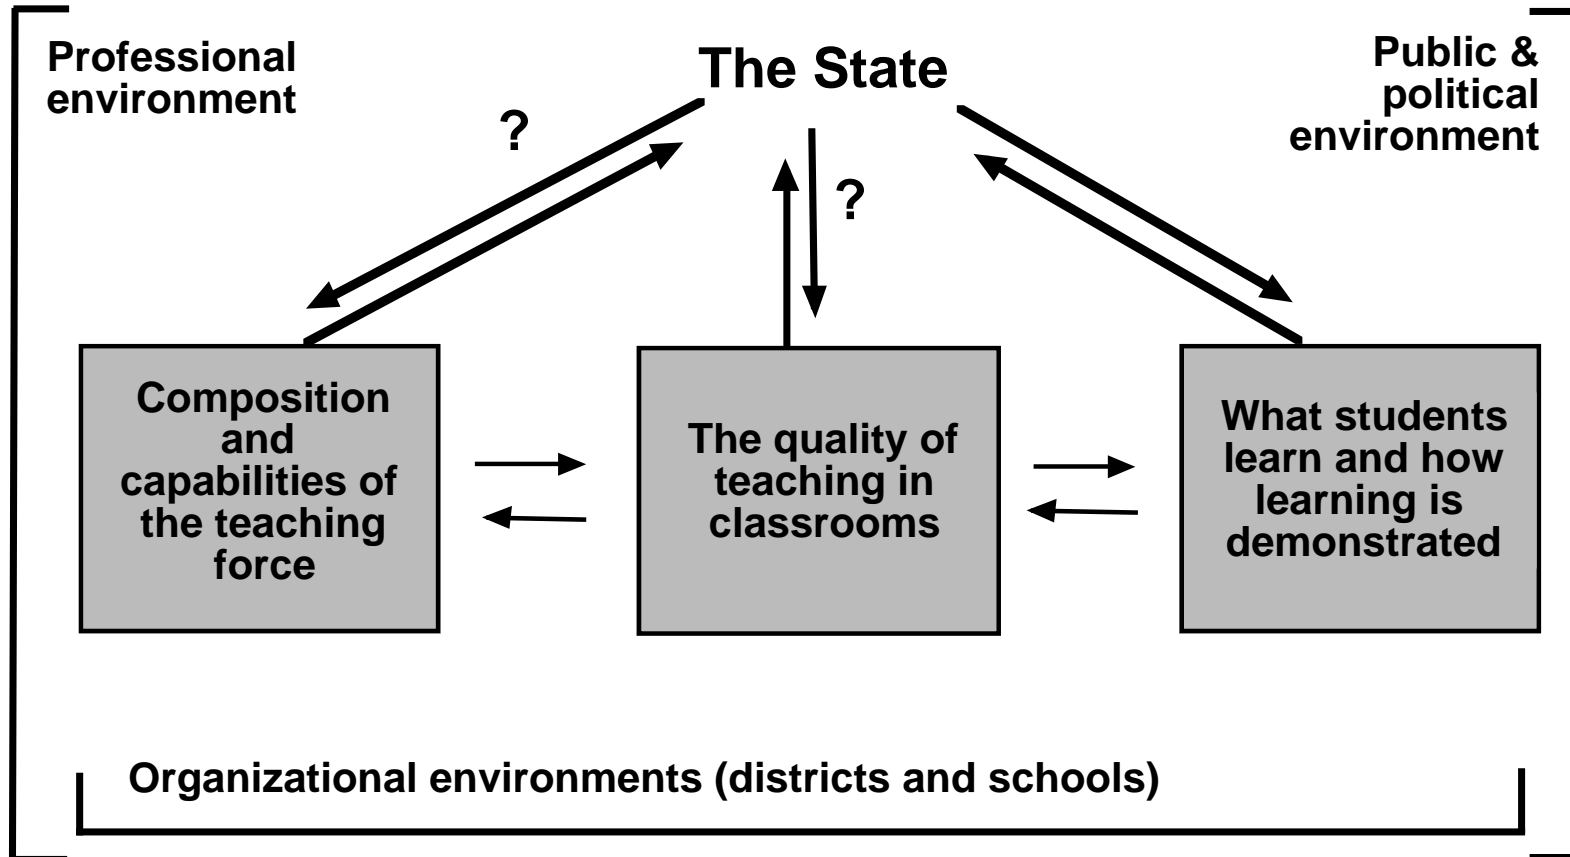 Professional
environment
The State
Public &
political
environment
?
?
Composition
and
capabilities of
the teaching
force
The quality of
teaching in
classrooms
What students
learn and how
learning is
demonstrated
Organizational environments (districts and schools)